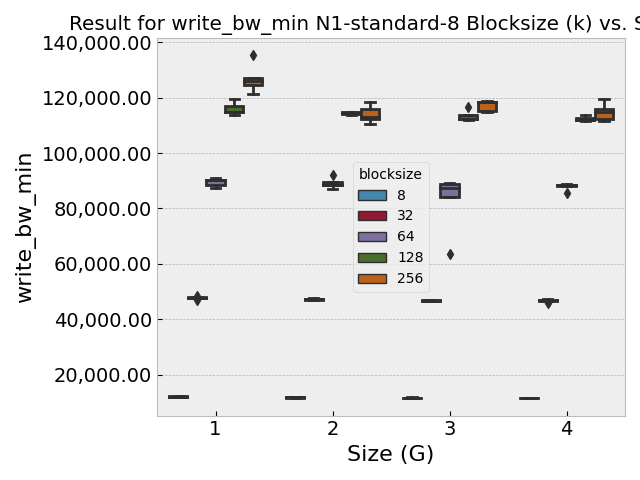 Result for write_bw_min N1-standard-8 Blocksize (k) vs. S
140,000.00
120,000.00
100,000.00
80,000.00
60,000.00
40,000.00
20,000.00
write_bw_min
blocksize
8
32
64
128
256
1 2 3 4
Size (G)